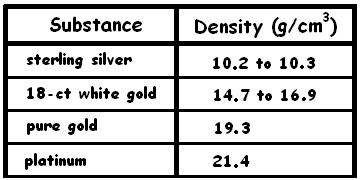 Substance Density (g/cm³)
sterling silver 10.2 to 10.3
18-ct white gold 14.7 to 16.9
pure gold 19.3
platinum 21.4